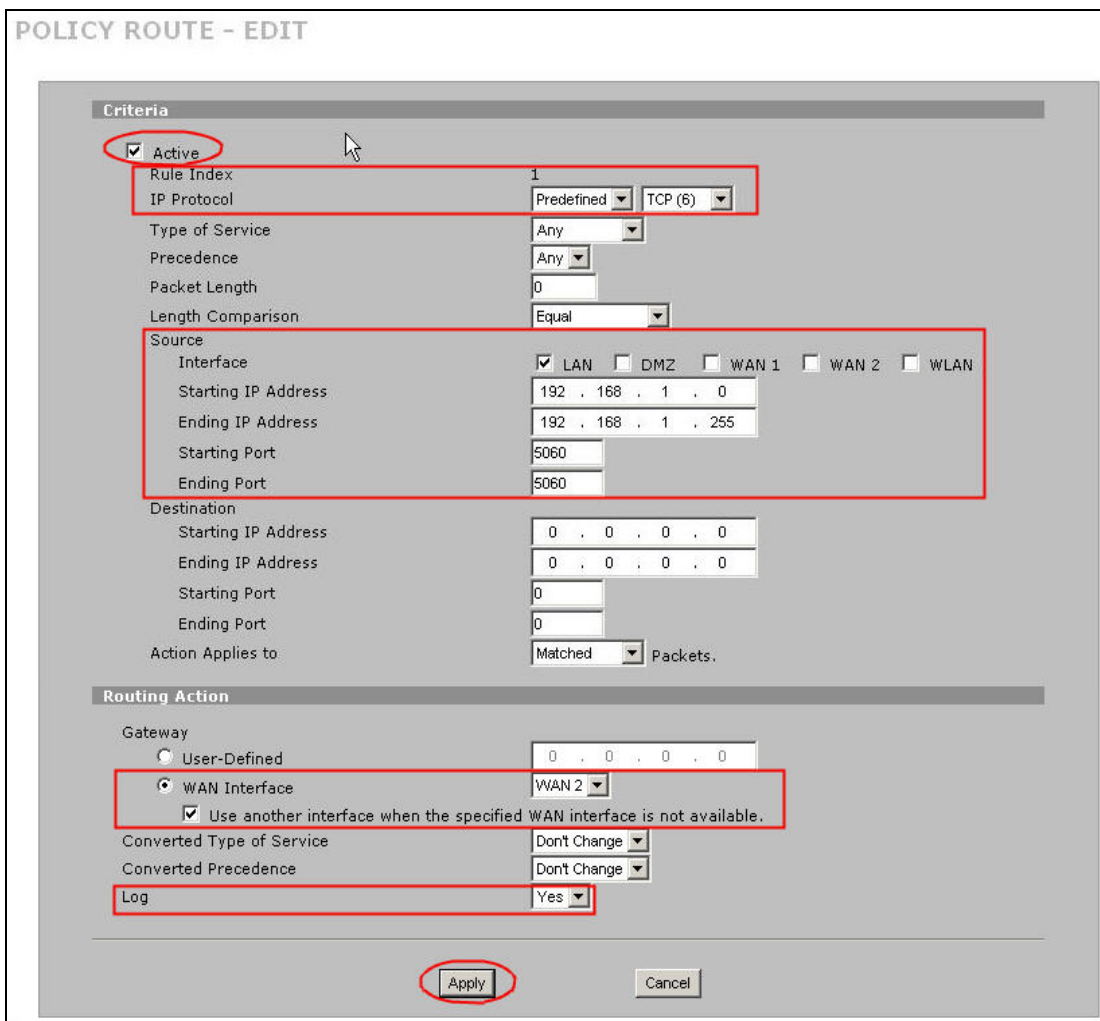 POLICY ROUTE - EDIT
Criteria
Active
Rule Index 1
IP Protocol Predefined TCP (6)
Type of Service Any
Precedence Any
Packet Length 0
Length Comparison Equal
Source
Interface LAN DMZ WAN 1 WAN 2 WLAN
Starting IP Address 192 . 168 . 1 . 0
Ending IP Address 192 . 168 . 1 . 255
Starting Port 5060
Ending Port 5060
Destination
Starting IP Address 0 . 0 . 0 . 0
Ending IP Address 0 . 0 . 0 . 0
Starting Port 0
Ending Port 0
Action Applies to Matched Packets.
Routing Action
Gateway
User-Defined 0 . 0 . 0 . 0
WAN Interface WAN 2
Use another interface when the specified WAN interface is not available.
Converted Type of Service Don't Change
Converted Precedence Don't Change
Log Yes
Apply Cancel